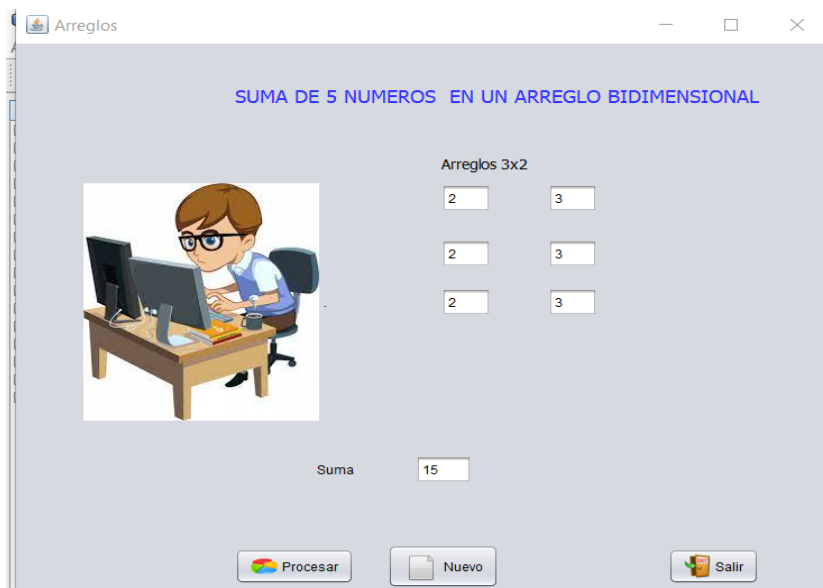 Arreglos
SUMA DE 5 NUMEROS EN UN ARREGLO BIDIMENSIONAL
Arreglos 3x2
2 3
2 3
2 3
Suma 15
Procesar Nuevo Salir